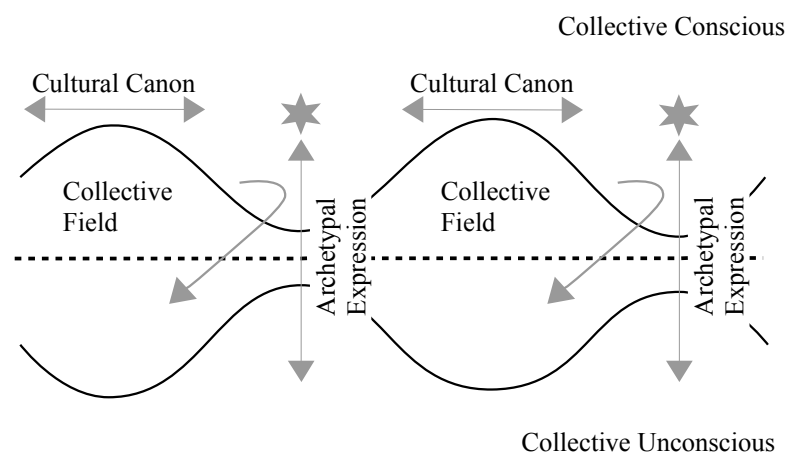 Collective Conscious
Cultural Canon
Cultural Canon
Collective
Field
Archetypal
Expression
Collective
Field
Archetypal
Expression
Collective Unconscious